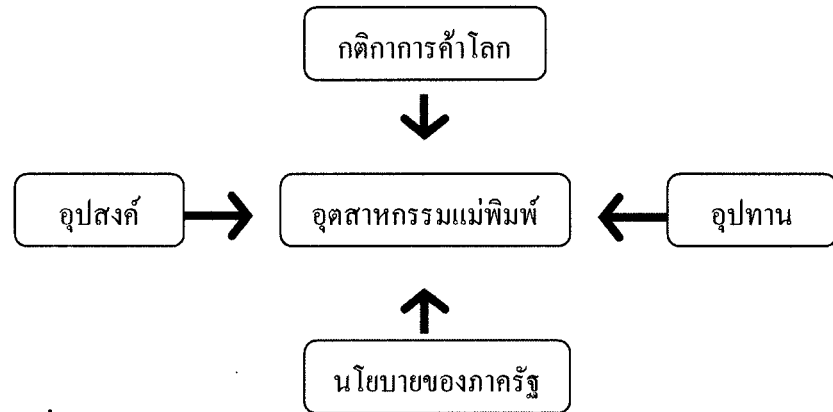 กติกาการค้าโลก
อุปสงค์
อุตสาหกรรมแม่พิมพ์
อุปทาน
นโยบายของภาครัฐ